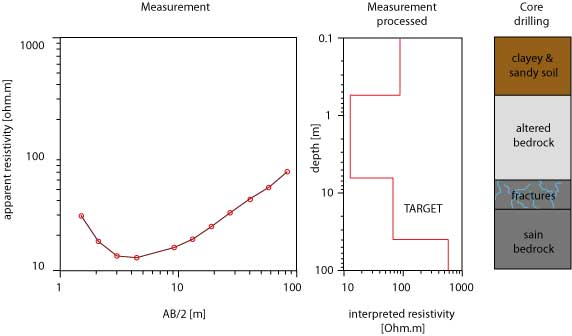 Measurement
Measurement
processed
Core
drilling
1000
100
10
apparent resistivity [ohm.m]
1
10
100
AB/2 [m]
0.1
1
10
100
depth [m]
TARGET
10
100
1000
interpreted resistivity
[Ohm.m]
clayey &
sandy soil
altered
bedrock
fractures
sain
bedrock